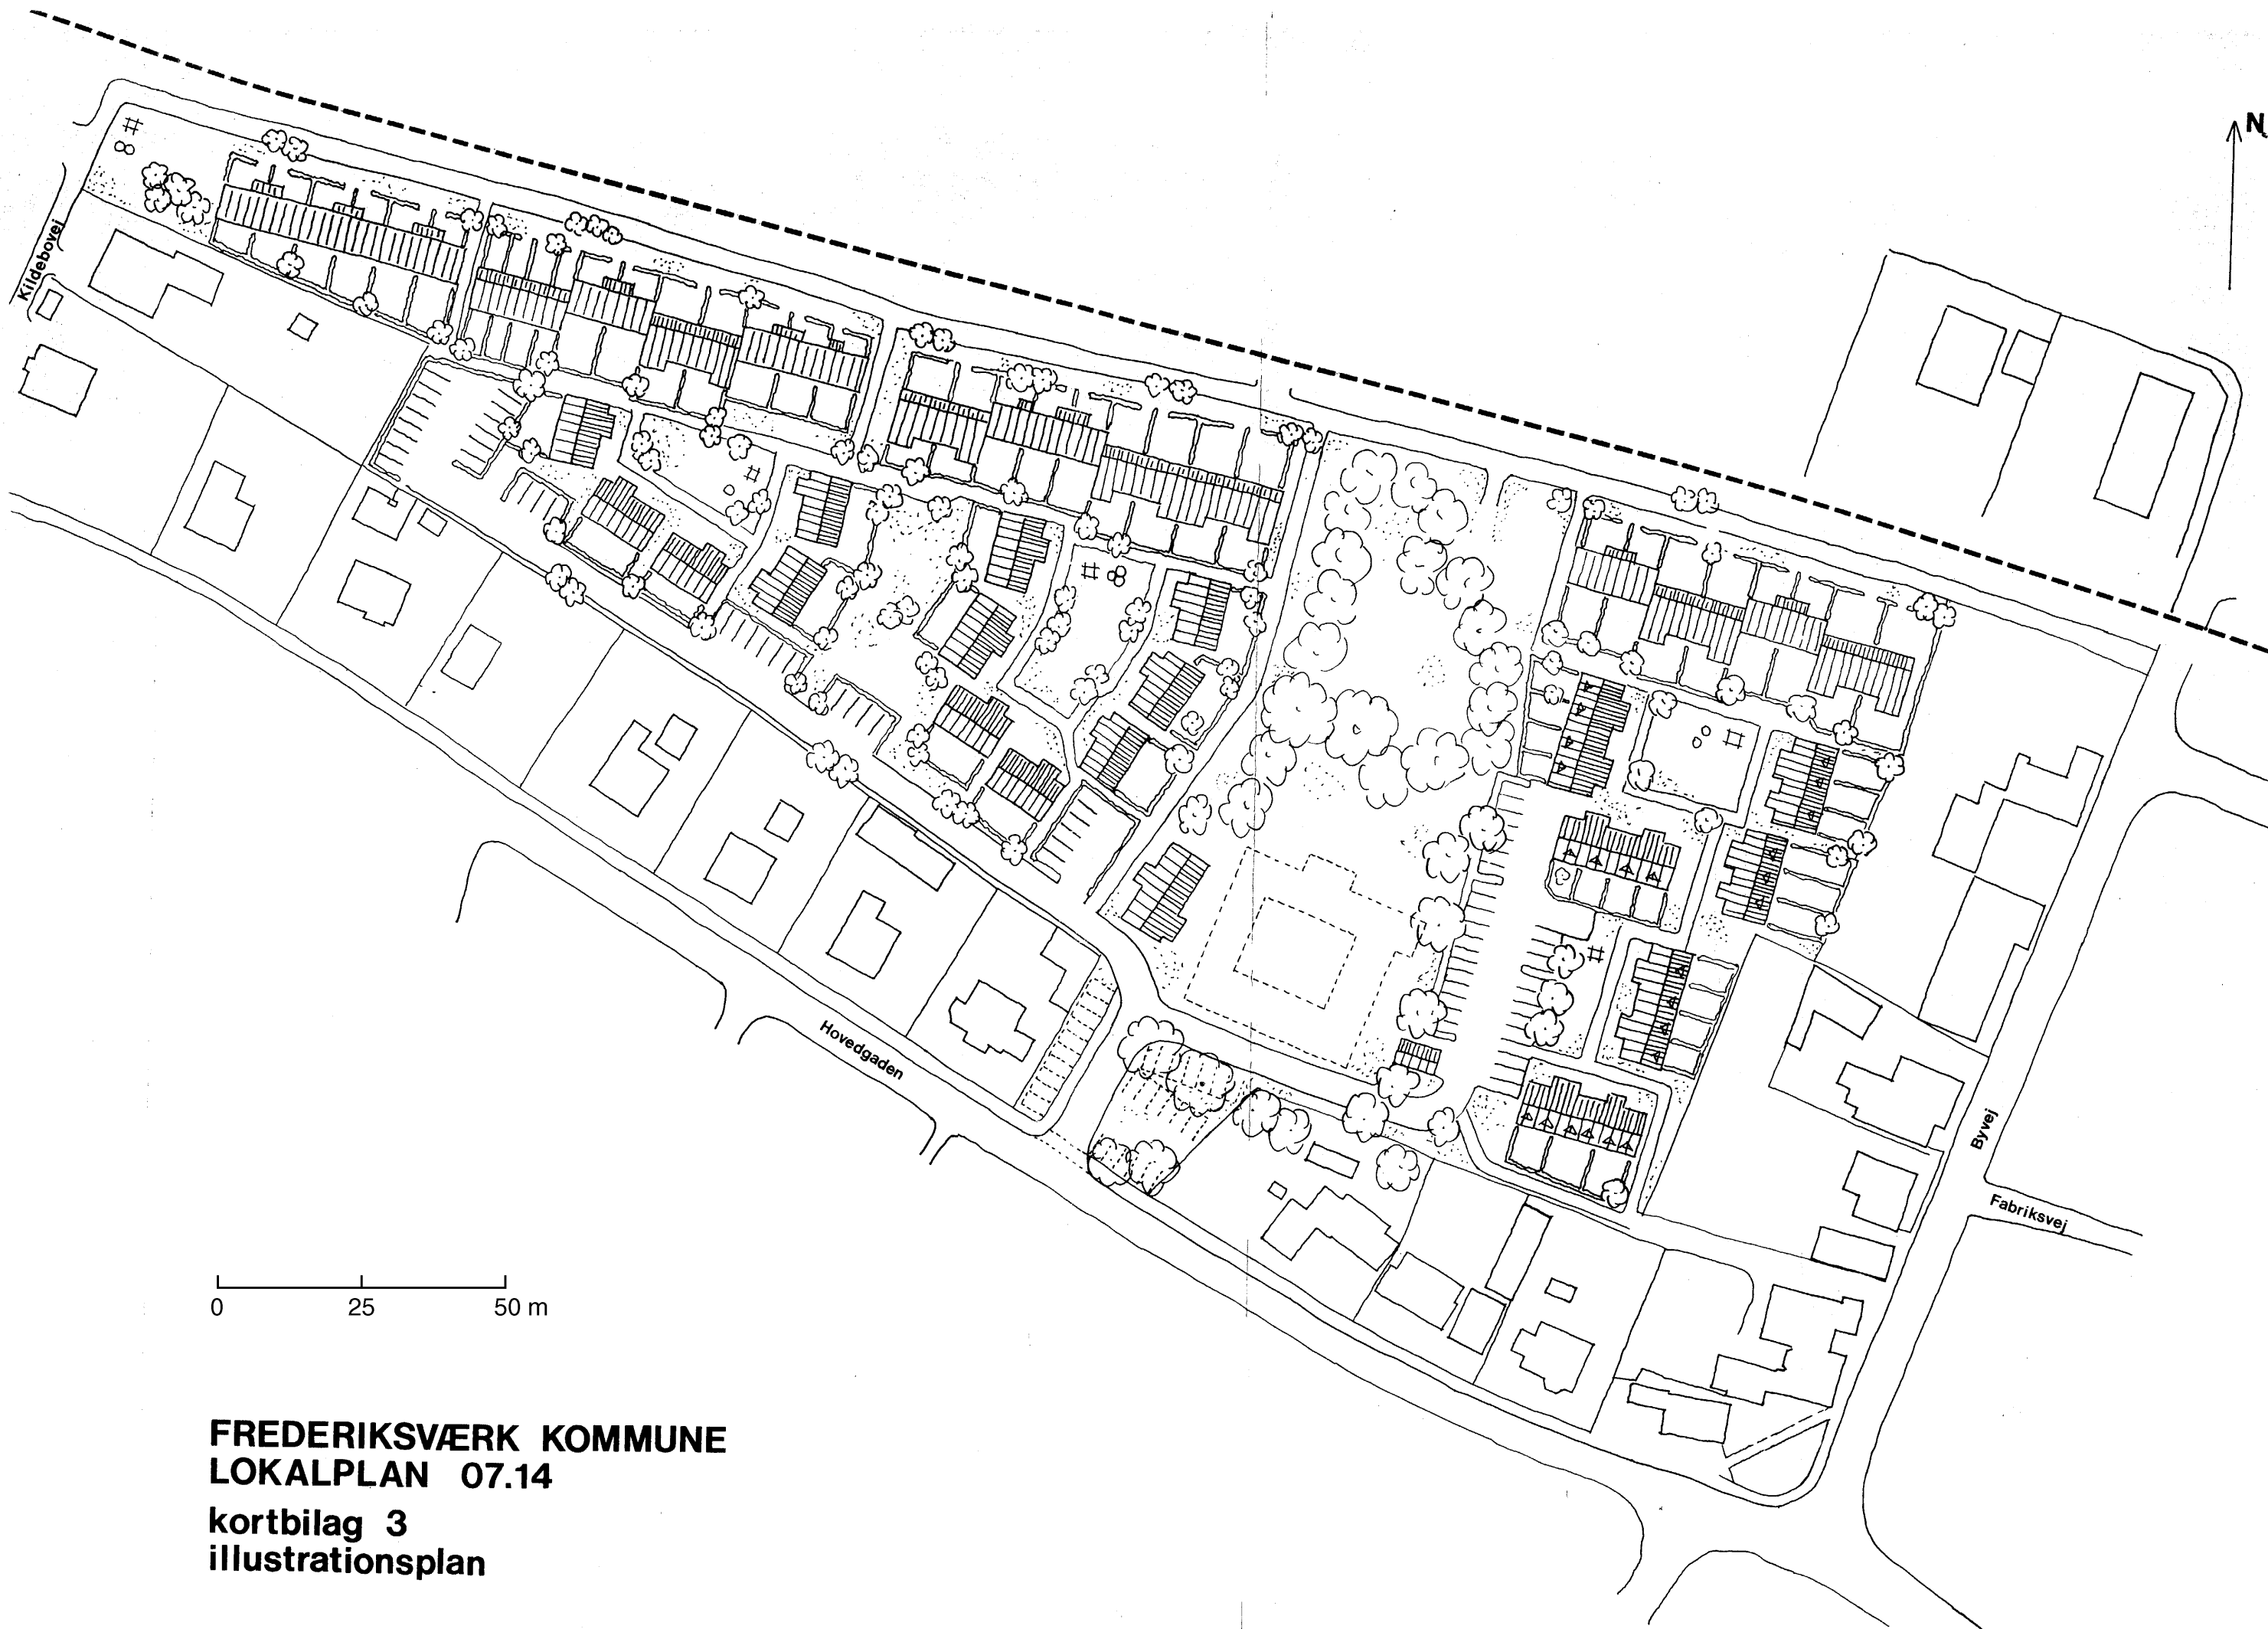 N
Kildebovej
Hovedgaden
Byvej
Fabriksvej
0 25 50 m
FREDERIKSVÆRK KOMMUNE
LOKALPLAN 07.14
kortbilag 3
illustrationsplan